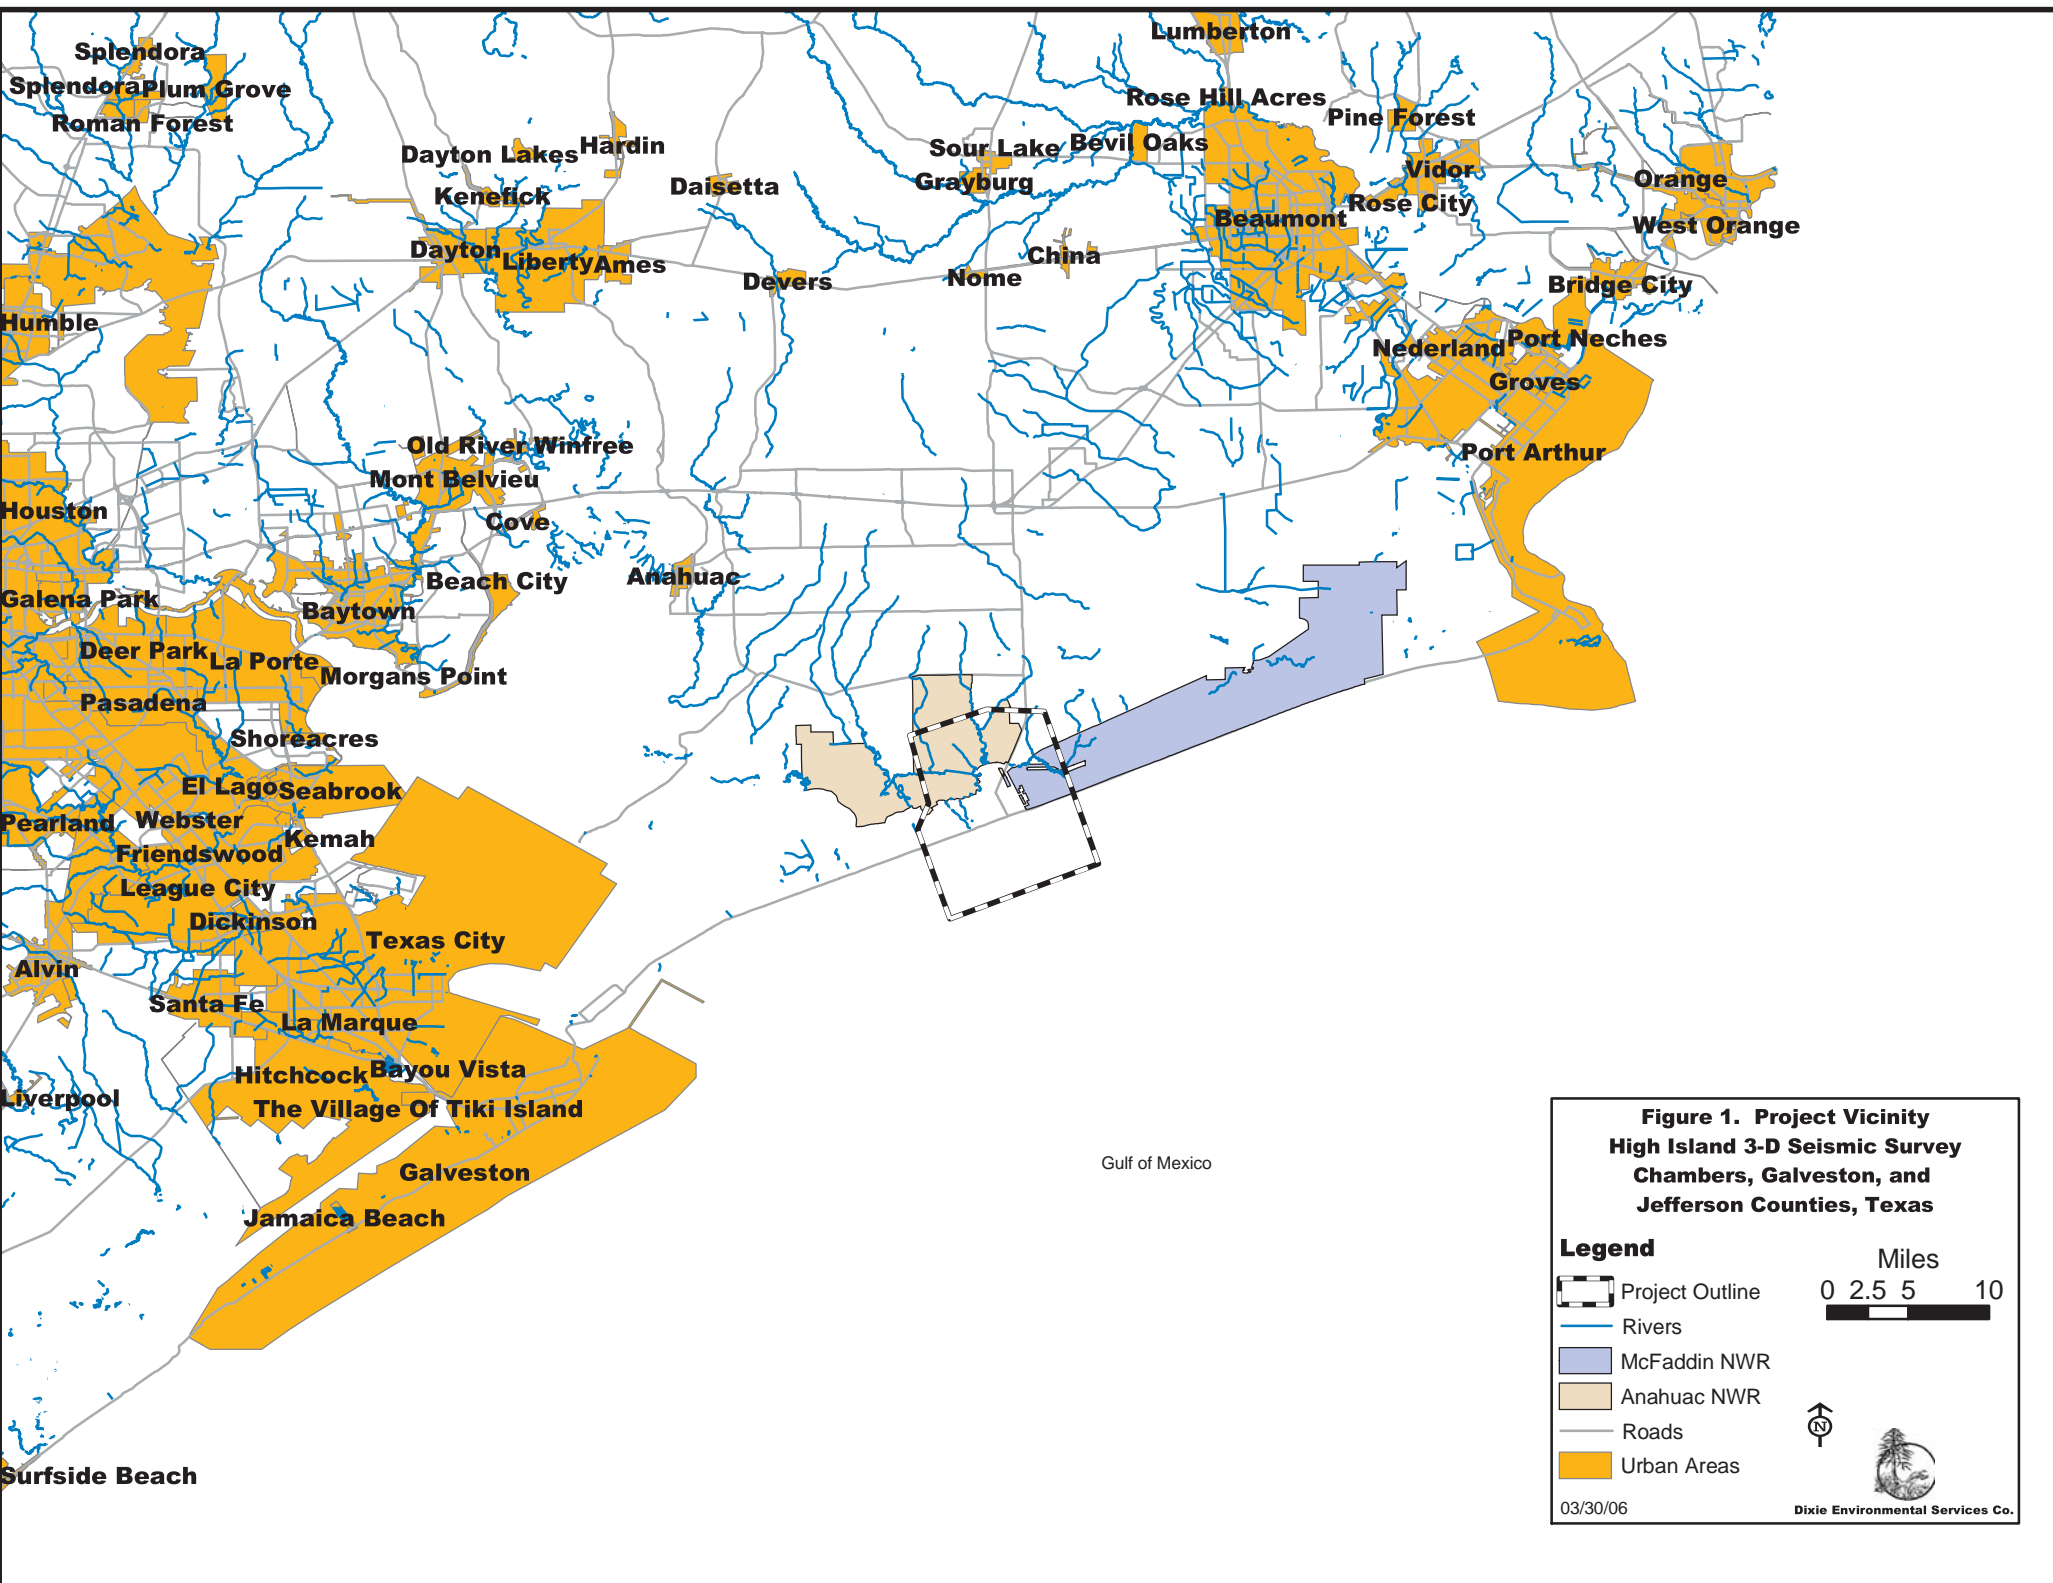 Lumberton
Splendora
Splendora
Plum Grove
Rose Hill Acres
Pine Forest
Roman Forest
Hardin
Dayton Lakes
Sour Lake
Bevil Oaks
Vidor
Orange
Daisetta
Grayburg
Kenefick
Rose City
Beaumont
West Orange
Dayton
Liberty
Ames
China
Devers
Nome
Bridge City
Humble
Nederland
Port Neches
Groves
Old River Winfree
Port Arthur
Mont Belvieu
Houston
Cove
Anahuac
Beach City
Galena Park
Baytown
Deer Park
La Porte
Morgans Point
Pasadena
Shoreacres
El Lago
Seabrook
Pearland
Webster
Kemah
Friendswood
League City
Dickinson
Texas City
Alvin
Santa Fe
La Marque
Hitchcock
Bayou Vista
Liverpool
The Village Of Tiki Island
Galveston
Gulf of Mexico
Jamaica Beach
Surfside Beach
Figure 1. Project Vicinity
High Island 3-D Seismic Survey
Chambers, Galveston, and
Jefferson Counties, Texas
Legend
Miles
0 2.5 5 10
Project Outline
Rivers
McFaddin NWR
Anahuac NWR
Roads
N
Urban Areas
03/30/06
Dixie Environmental Services Co.